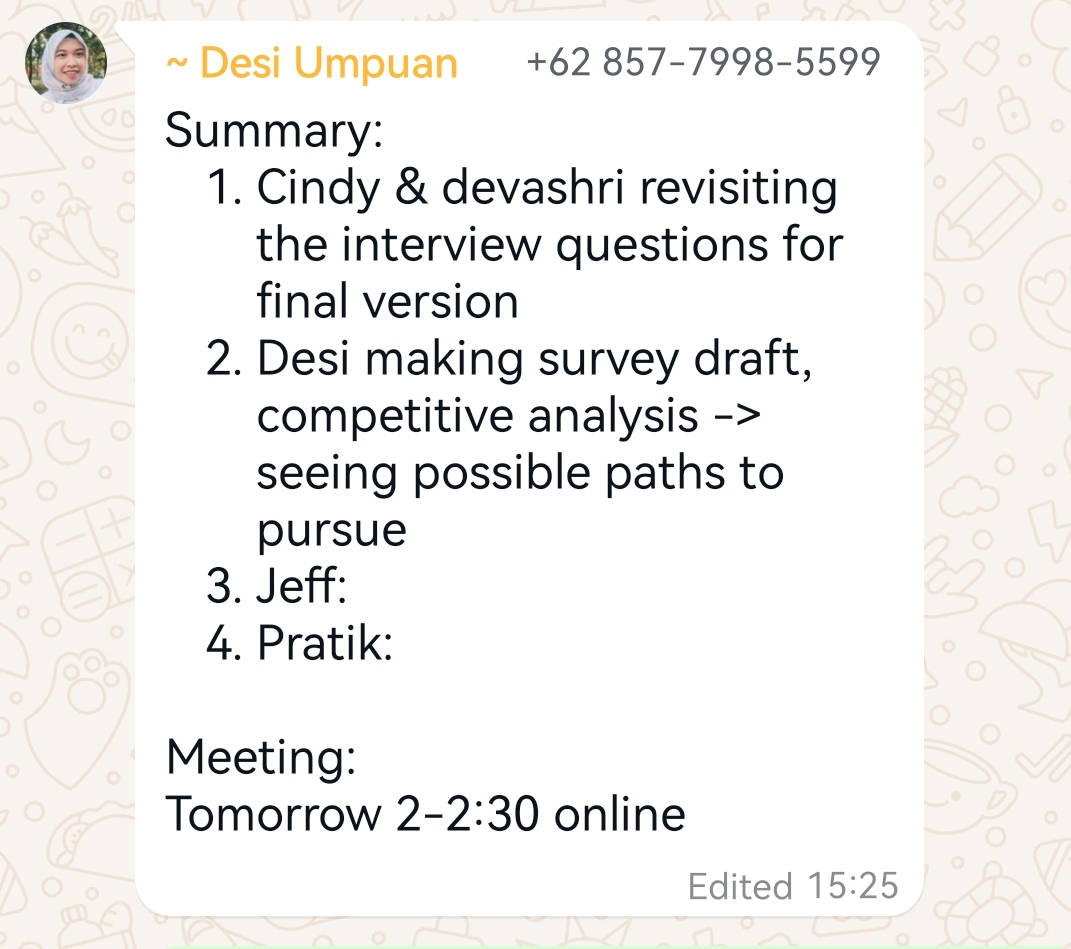 ~ Desi Umpuan +62 857-7998-5599
Summary:
1. Cindy & devashri revisiting
the interview questions for
final version
2. Desi making survey draft,
competitive analysis ->
seeing possible paths to
pursue
3. Jeff:
4. Pratik:
Meeting:
Tomorrow 2-2:30 online
Edited 15:25